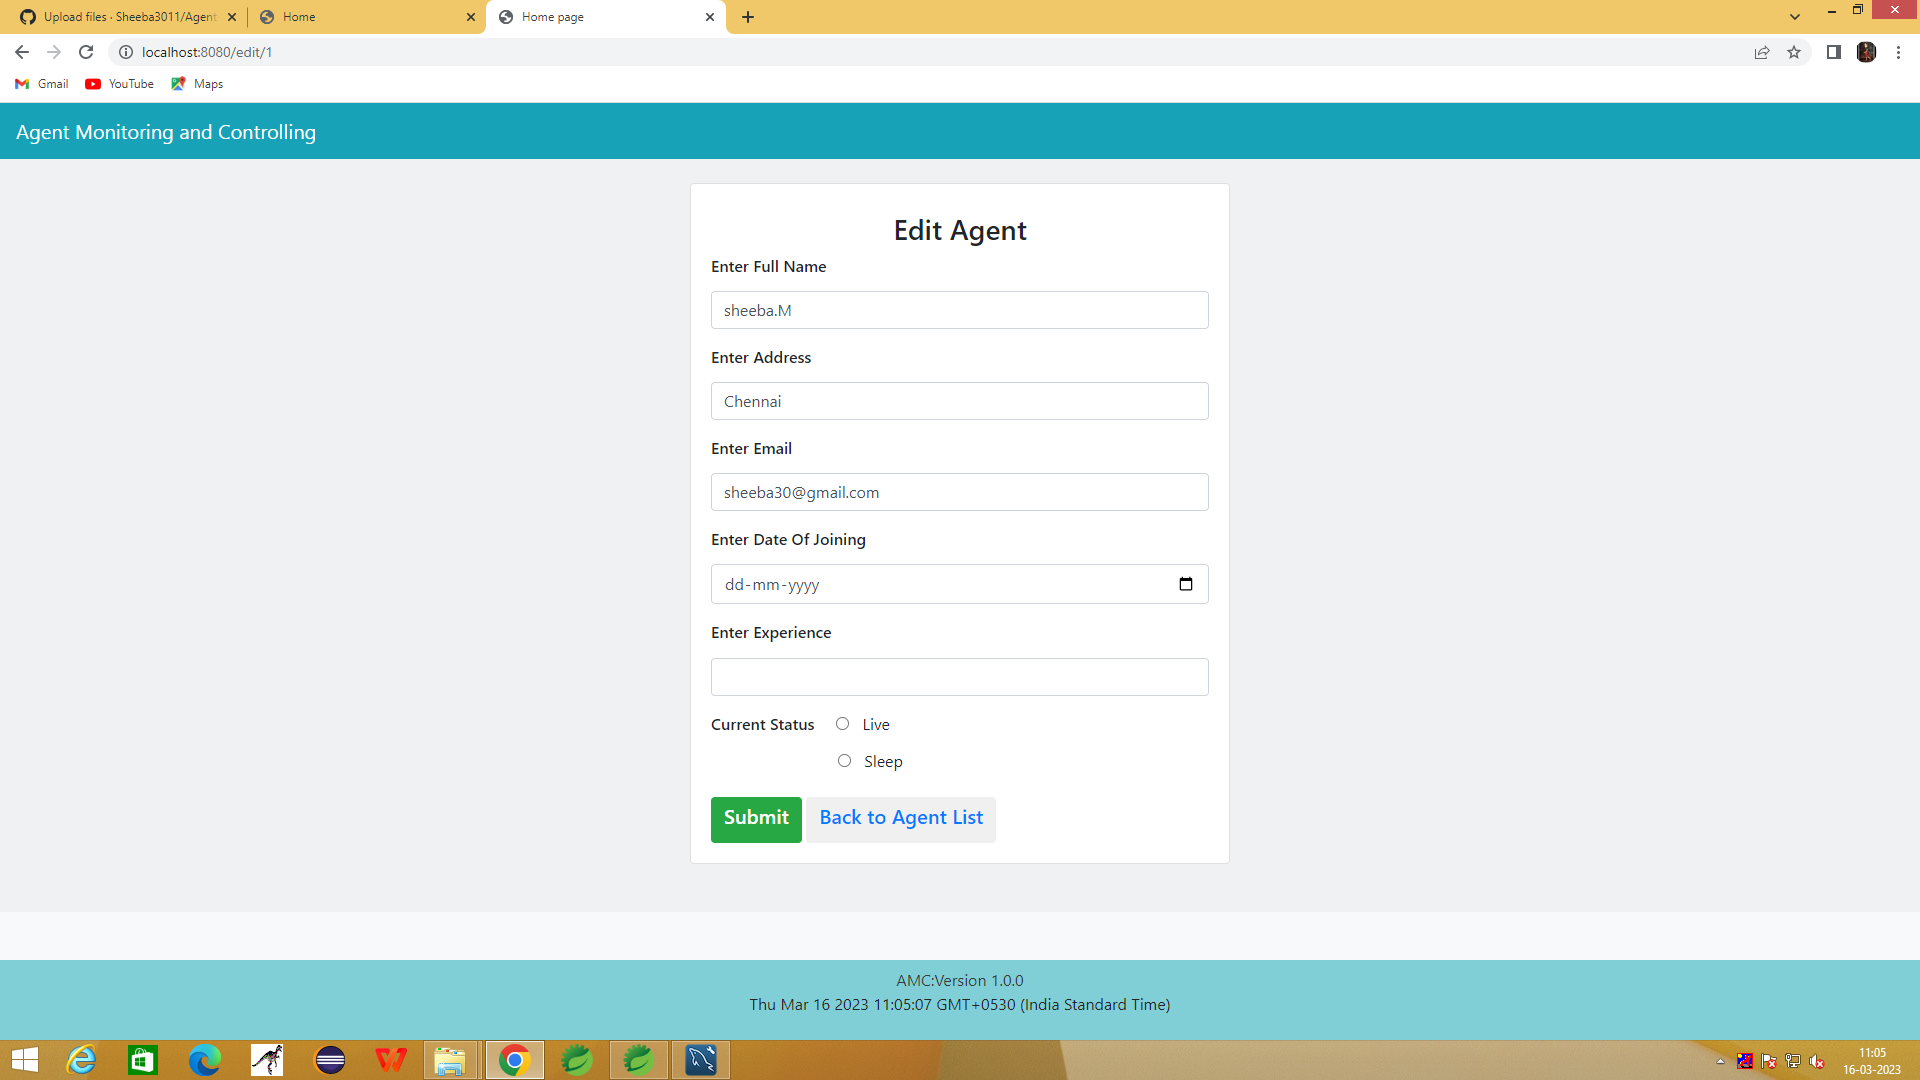 Upload files · Sheeba3011/Agent
Home
Home page
localhost:8080/edit/1
Gmail
YouTube
Maps
Agent Monitoring and Controlling
Edit Agent
Enter Full Name
sheeba.M
Enter Address
Chennai
Enter Email
sheeba30@gmail.com
Enter Date Of Joining
dd-mm-yyyy
Enter Experience
Current Status Live
Sleep
Submit Back to Agent List
AMC:Version 1.0.0
Thu Mar 16 2023 11:05:07 GMT+0530 (India Standard Time)
11:05
16-03-2023